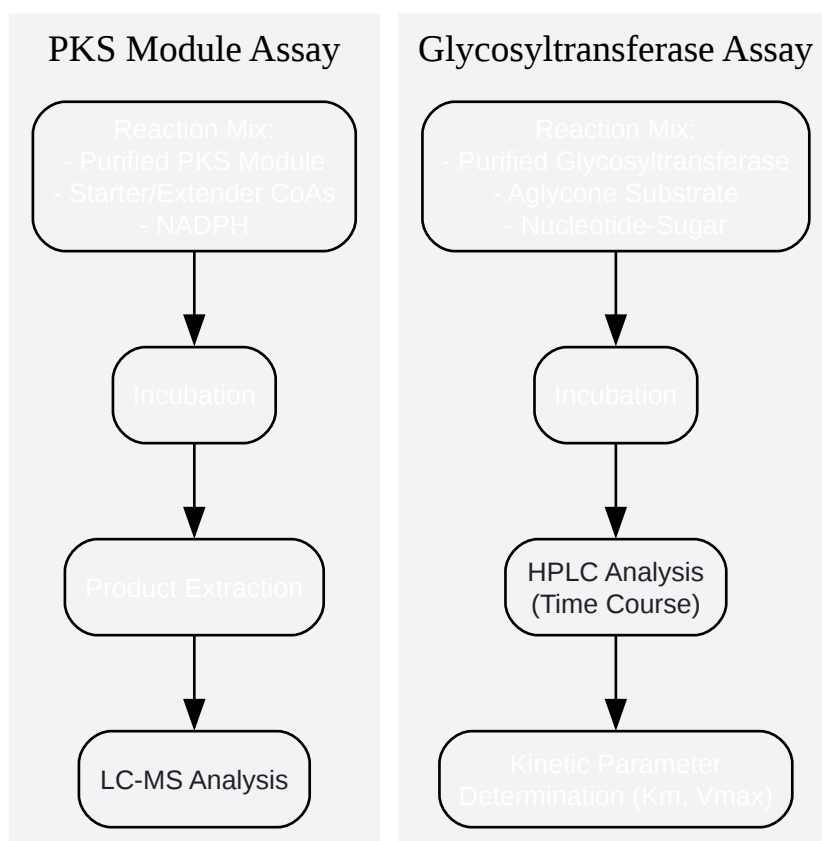 PKS Module Assay
Reaction Mix:
- Purified PKS Module
- Starter/Extender CoAs
- NADPH
Incubation
Product Extraction
LC-MS Analysis
Glycosyltransferase Assay
Reaction Mix:
- Purified Glycosyltransferase
- Aglycone Substrate
- Nucleotide-Sugar
Incubation
HPLC Analysis
(Time Course)
Kinetic Parameter
Determination (Km, Vmax)